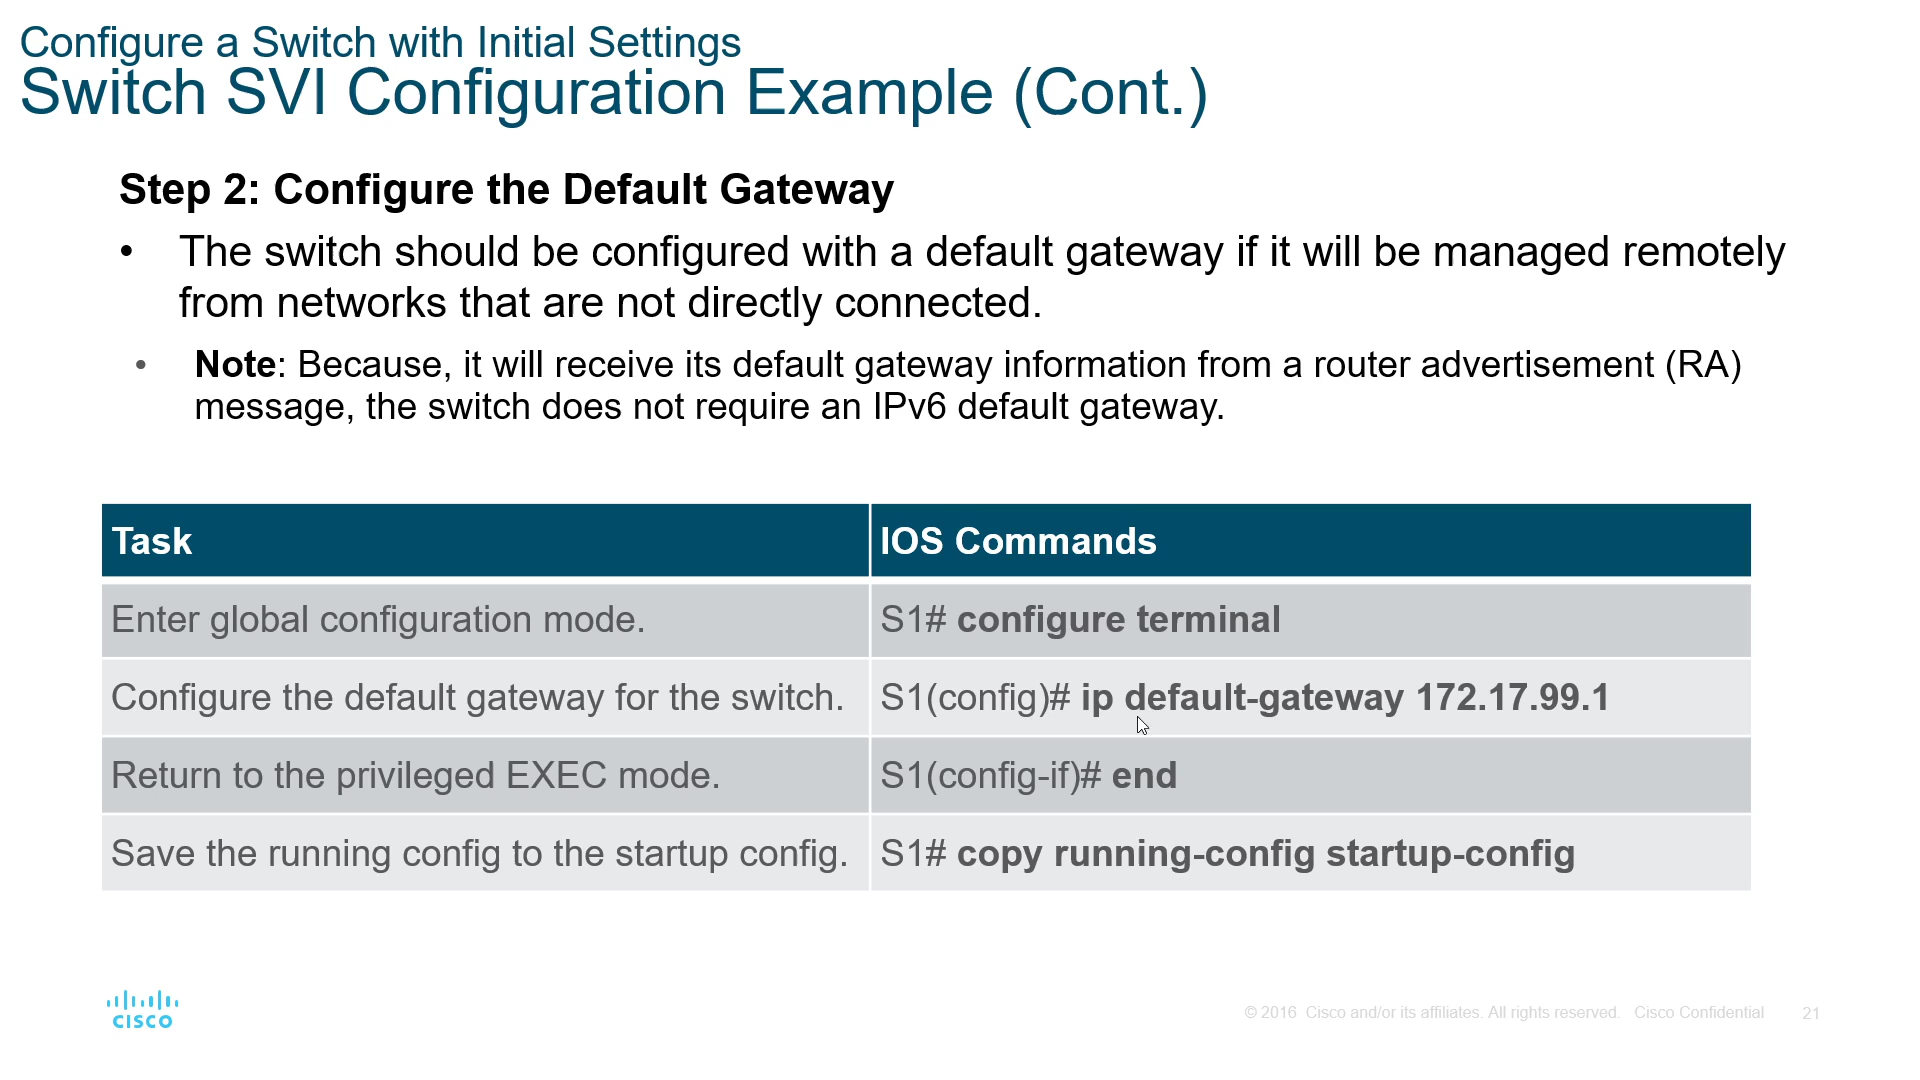 Configure a Switch with Initial Settings
Switch SVI Configuration Example (Cont.)
Step 2: Configure the Default Gateway
• The switch should be configured with a default gateway if it will be managed remotely
from networks that are not directly connected.
• Note: Because, it will receive its default gateway information from a router advertisement (RA)
message, the switch does not require an IPv6 default gateway.
Task IOS Commands
Enter global configuration mode. S1# configure terminal
Configure the default gateway for the switch. S1(config)# ip default-gateway 172.17.99.1
Return to the privileged EXEC mode. S1(config-if)# end
Save the running config to the startup config. S1# copy running-config startup-config
CISCO
© 2016 Cisco and/or its affiliates. All rights reserved. Cisco Confidential 21